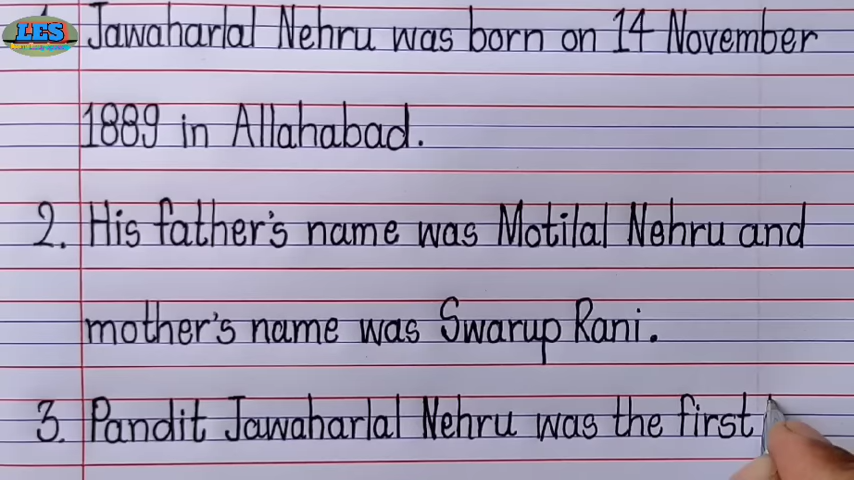 LES
Jawaharlal Nehru was born on 14 November
1889 in Allahabad.
2. His father's name was Motilal Nehru and
mother's name was Swarup Rani.
3. Pandit Jawaharlal Nehru was the first